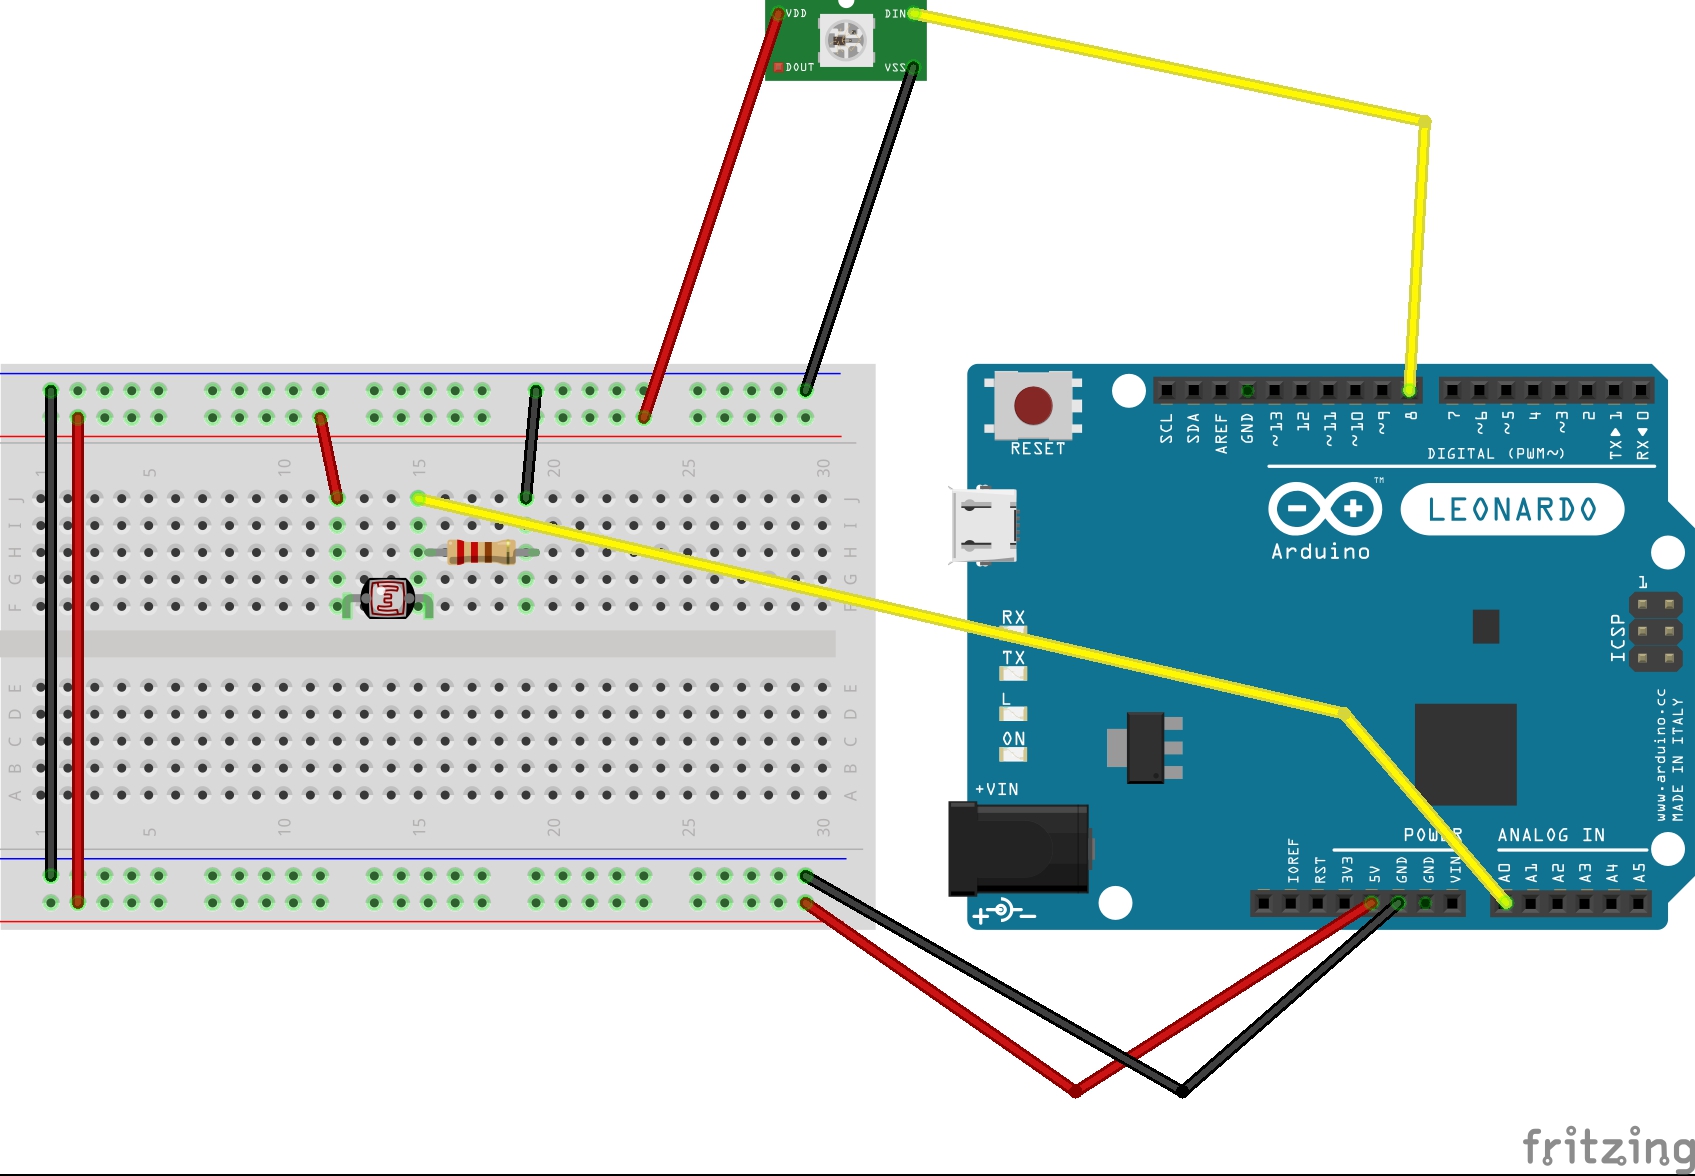 VDD DIN
DOUT VSS
1 5 10 15 20 25 30
J J
I I
H H
G G
F
E E
D D
C C
B B
A A
1 5 10 15 20 25 30
RESET
SCL SDA AREF GND ~13 12 ~11 ~10 ~9 8 7 ~6 ~5 4 ~3 2 TX▶1 RX◀0
DIGITAL (PWM~)
TM
LEONARDO
Arduino
1
ICSP
RX
TX
L
ON
+VIN
www.arduino.cc
MADE IN ITALY
POWER ANALOG IN
IOREF RST 3V3 5V GND GND VIN A0 A1 A2 A3 A4 A5
fritzing